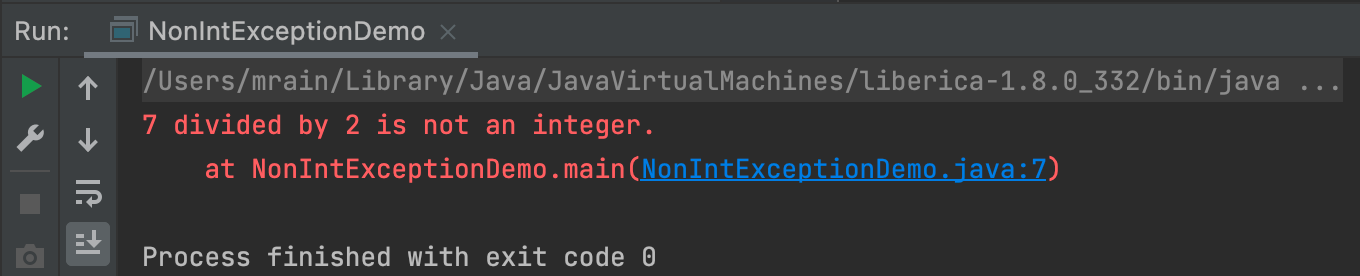 Run: NonIntExceptionDemo ×
/Users/mrain/Library/Java/JavaVirtualMachines/liberica-1.8.0_332/bin/java ...
7 divided by 2 is not an integer.
at NonIntExceptionDemo.main(NonIntExceptionDemo.java:7)
Process finished with exit code 0